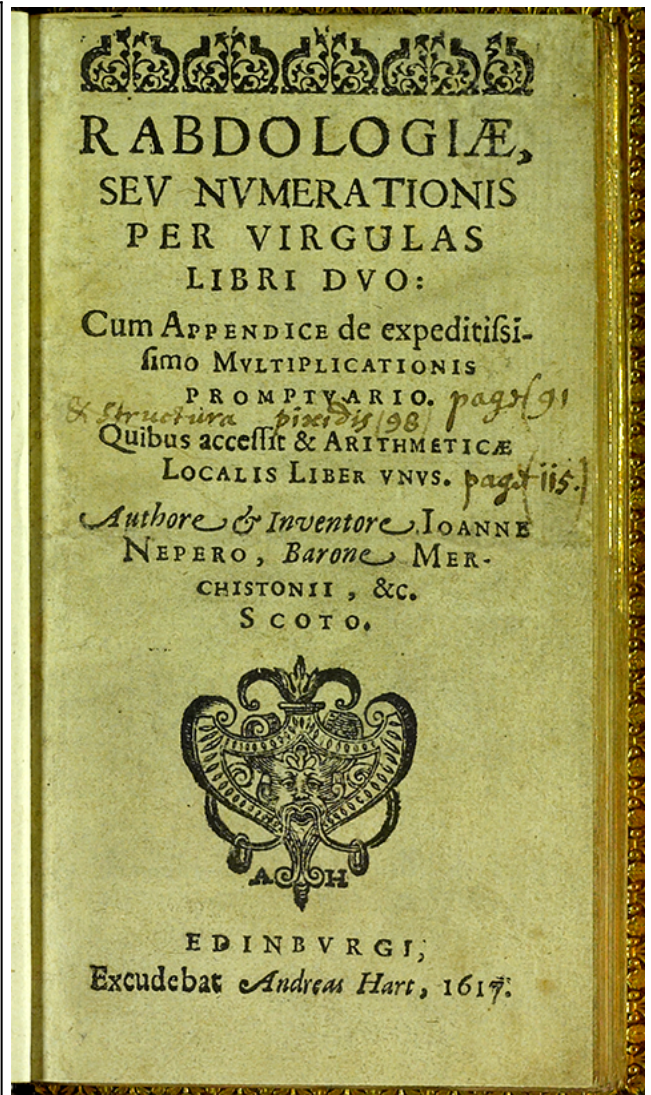 RABDOLOGIÆ,
SEV NVMERATIONIS
PER VIRGULAS
LIBRI DVO:
Cum APPENDICE de expeditiſsi-
ſimo MVLTIPLICATIONIS
PROMPTVARIO. pag. 91
& Structura pixidis 98
Quibus acceſſit & ARITHMETICÆ
LOCALIS LIBER VNVS. pag. 115.
Authore & Inventore IOANNE
NEPERO, Barone MER-
CHISTONII, &c.
SCOTO.
A H
EDINBVRGI,
Excudebat Andreas Hart, 1617.